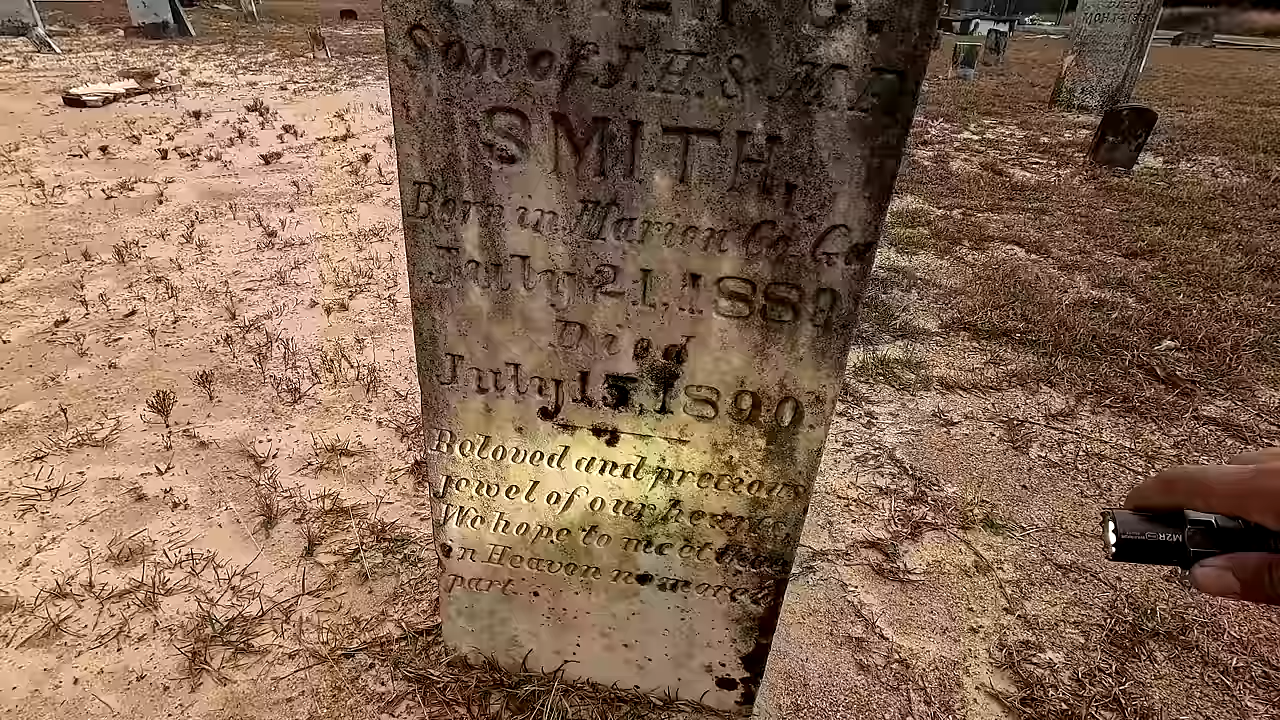 Son of J.H. & M.
SMITH,
Born in Marion Co. Ga.
July 21, 1889
Died
July 15 1890.
Beloved and precious
jewel of our hearts
We hope to meet thee
in Heaven no more
part.
M2R